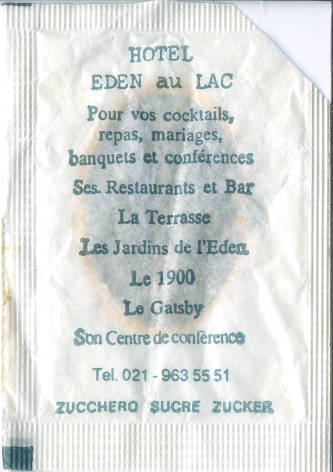 HOTEL
EDEN au LAC
Pour vos cocktails,
repas, mariages,
banquets et conférences
Ses. Restaurants et Bar
La Terrasse
Les Jardins de l'Eden
Le 1900
Le Gatsby
Son Centre de conférence
Tel. 021 - 963 55 51
ZUCCHERO SUCRE ZUCKER